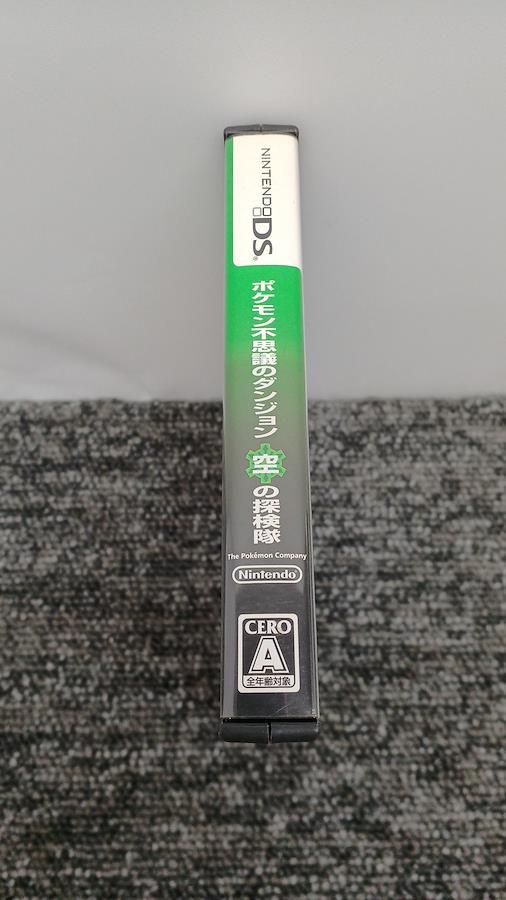 NINTENDO DS®
ポケモン不思議のダンジョン 空の探検隊
The Pokémon Company
Nintendo
CERO
A
全年齢対象